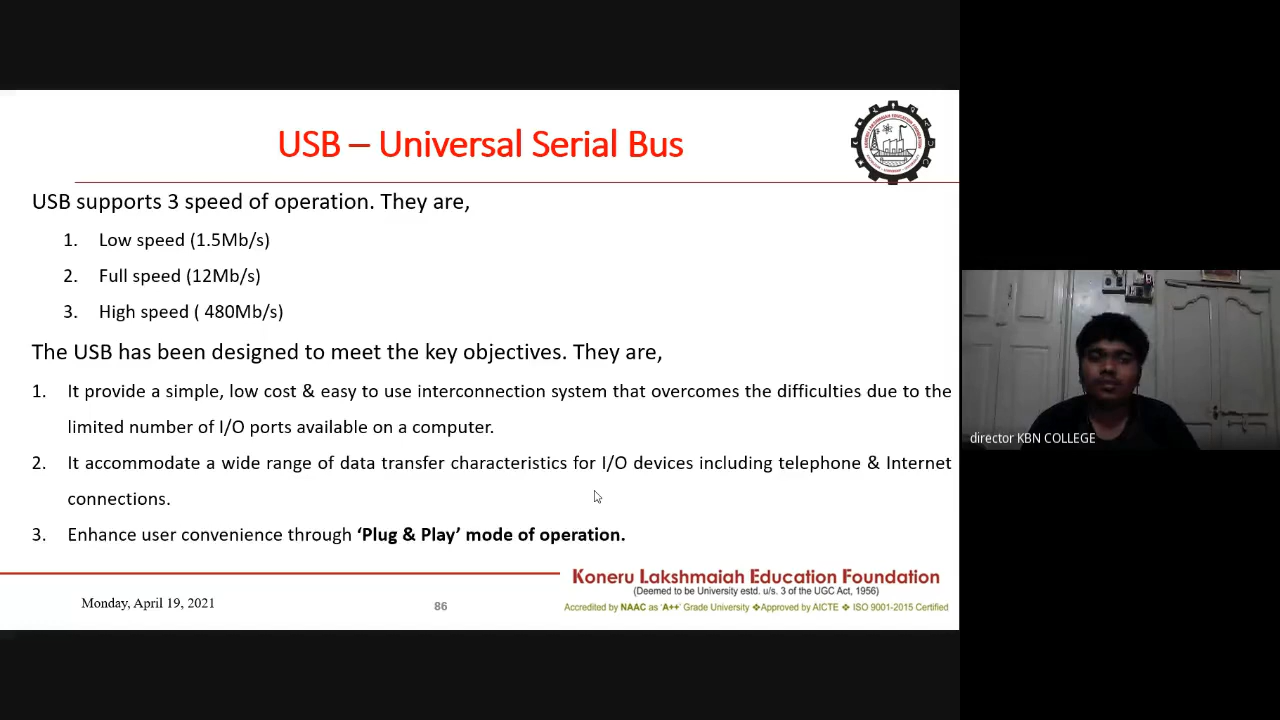 USB – Universal Serial Bus
USB supports 3 speed of operation. They are,
1. Low speed (1.5Mb/s)
2. Full speed (12Mb/s)
3. High speed ( 480Mb/s)
The USB has been designed to meet the key objectives. They are,
1. It provide a simple, low cost & easy to use interconnection system that overcomes the difficulties due to the
limited number of I/O ports available on a computer.
2. It accommodate a wide range of data transfer characteristics for I/O devices including telephone & Internet
connections.
3. Enhance user convenience through ‘Plug & Play’ mode of operation.
Koneru Lakshmaiah Education Foundation
(Deemed to be University estd. u/s. 3 of the UGC Act, 1956)
Accredited by NAAC as ‘A++’ Grade University ❖Approved by AICTE ❖ ISO 9001-2015 Certified
Monday, April 19, 2021
86
director KBN COLLEGE